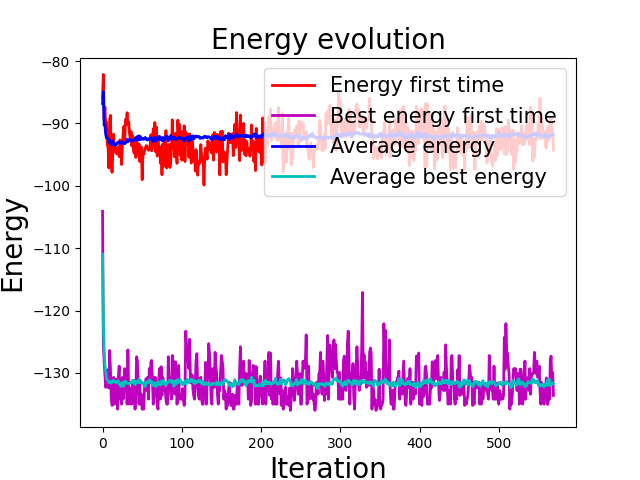 Energy evolution
Energy
−80
−90
−100
−110
−120
−130
Energy first time
Best energy first time
Average energy
Average best energy
0 100 200 300 400 500
Iteration